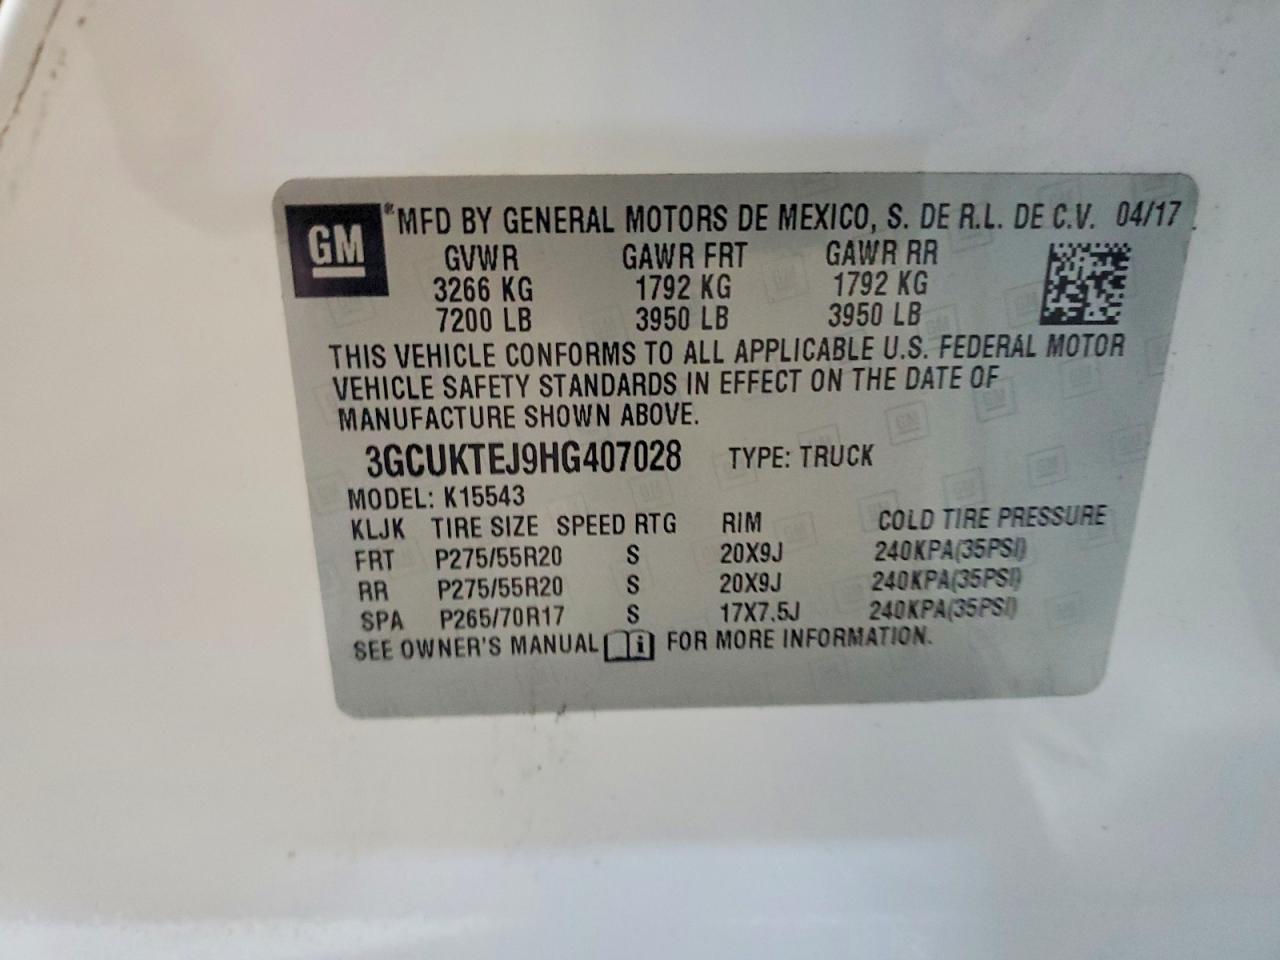 GM ® MFD BY GENERAL MOTORS DE MEXICO, S. DE R.L. DE C.V. 04/17
GVWR GAWR FRT GAWR RR
3266 KG 1792 KG 1792 KG
7200 LB 3950 LB 3950 LB
THIS VEHICLE CONFORMS TO ALL APPLICABLE U.S. FEDERAL MOTOR
VEHICLE SAFETY STANDARDS IN EFFECT ON THE DATE OF
MANUFACTURE SHOWN ABOVE.
3GCUKTEJ9HG407028 TYPE: TRUCK
MODEL: K15543
KLJK TIRE SIZE SPEED RTG RIM COLD TIRE PRESSURE
FRT P275/55R20 S 20X9J 240KPA(35PSI)
RR P275/55R20 S 20X9J 240KPA(35PSI)
SPA P265/70R17 S 17X7.5J 240KPA(35PSI)
SEE OWNER'S MANUAL i FOR MORE INFORMATION.